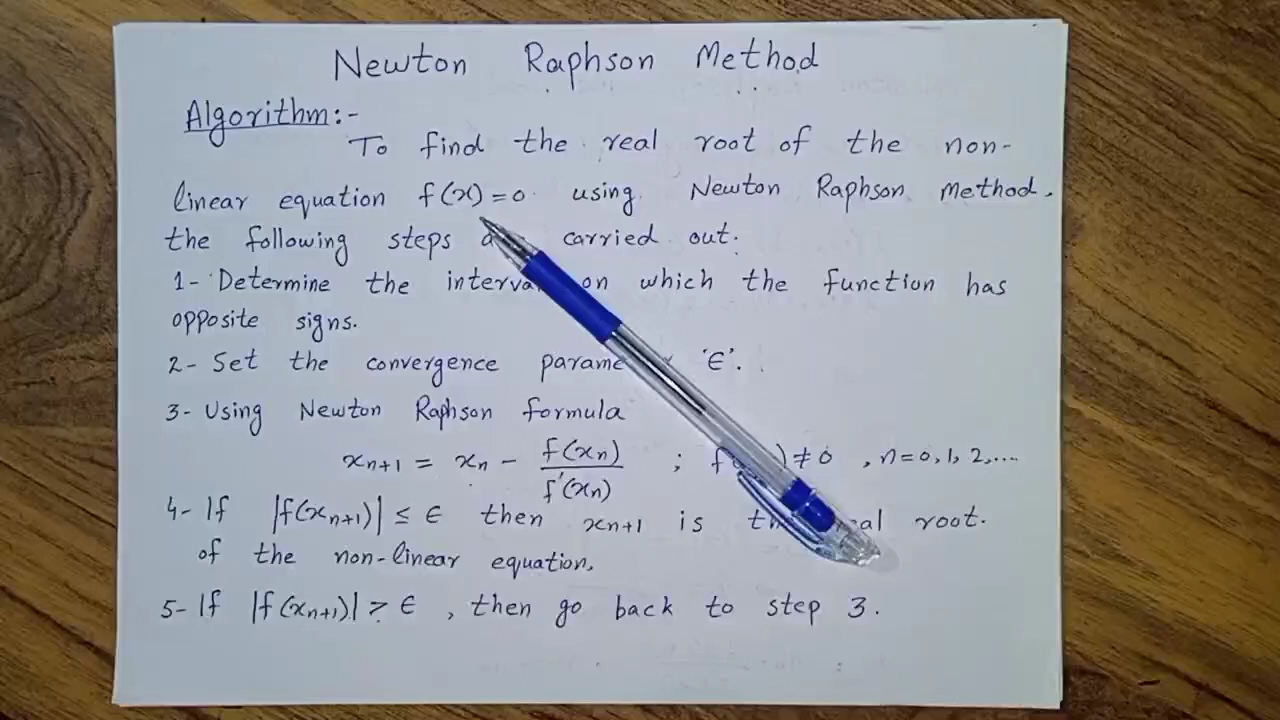 Newton Raphson Method
Algorithm:-
To find the real root of the non-
linear equation f(x)=0 using Newton Raphson Method.
the following steps a carried out.
1- Determine the interval on which the function has
opposite signs.
2- Set the convergence parame 'ϵ'.
3- Using Newton Raphson formula
xₙ₊₁ = xₙ - f(xₙ)/f'(xₙ) ; f ) ≠ 0 , n=0,1,2,....
4- If |f(xₙ₊₁)| ≤ ϵ then xₙ₊₁ is the real root.
of the non-linear equation.
5- If |f(xₙ₊₁)| > ϵ , then go back to step 3.